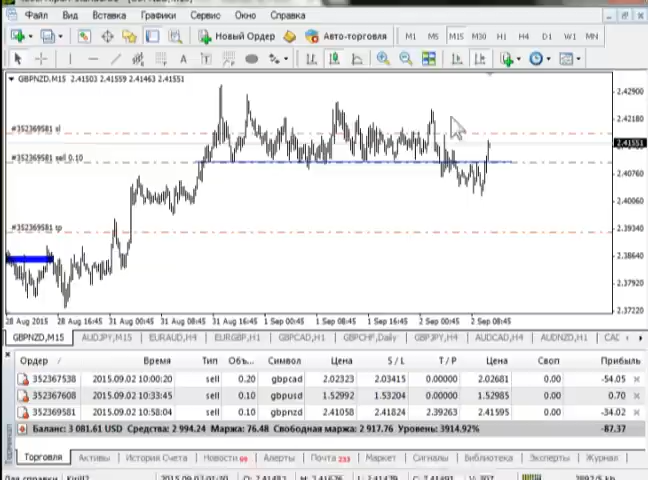 Файл Вид Вставка Графики Сервис Окно Справка
Новый Ордер Авто-торговля M1 M5 M15 M30 H1 H4 D1 W1 MN
GBPNZD,M15 2.41503 2.41559 2.41463 2.41551
2.42900
2.42180
#352369581 sl
2.41551
#352369581 sell 0.10
2.40760
2.40060
#352369581 tp
2.39340
2.38640
2.37920
2.37220
28 Aug 2015 28 Aug 16:45 31 Aug 00:45 31 Aug 08:45 31 Aug 16:45 1 Sep 00:45 1 Sep 08:45 1 Sep 16:45 2 Sep 00:45 2 Sep 08:45
GBPNZD,M15 AUDJPY,M15 EURAUD,H4 EURGBP,H1 GBPCAD,H1 GBPCHF,Daily GBPJPY,H4 AUDCAD,H4 AUDNZD,H1 CAD
Ордер Время Тип Объ... Символ Цена S / L T / P Цена Своп Прибыль
352367538 2015.09.02 10:00:20 sell 0.20 gbpcad 2.02323 2.03415 0.00000 2.02681 0.00 -54.05
352367608 2015.09.02 10:33:45 sell 0.10 gbpusd 1.52992 1.53204 0.00000 1.52985 0.00 0.70
352369581 2015.09.02 10:58:04 sell 0.10 gbpnzd 2.41058 2.41824 2.39263 2.41595 0.00 -34.02
Баланс: 3 081.61 USD Средства: 2 994.24 Маржа: 76.48 Свободная маржа: 2 917.76 Уровень: 3914.92% -87.37
Торговля Активы История Счета Новости 99 Алерты Почта 233 Маркет Сигналы Библиотека Эксперты Журнал